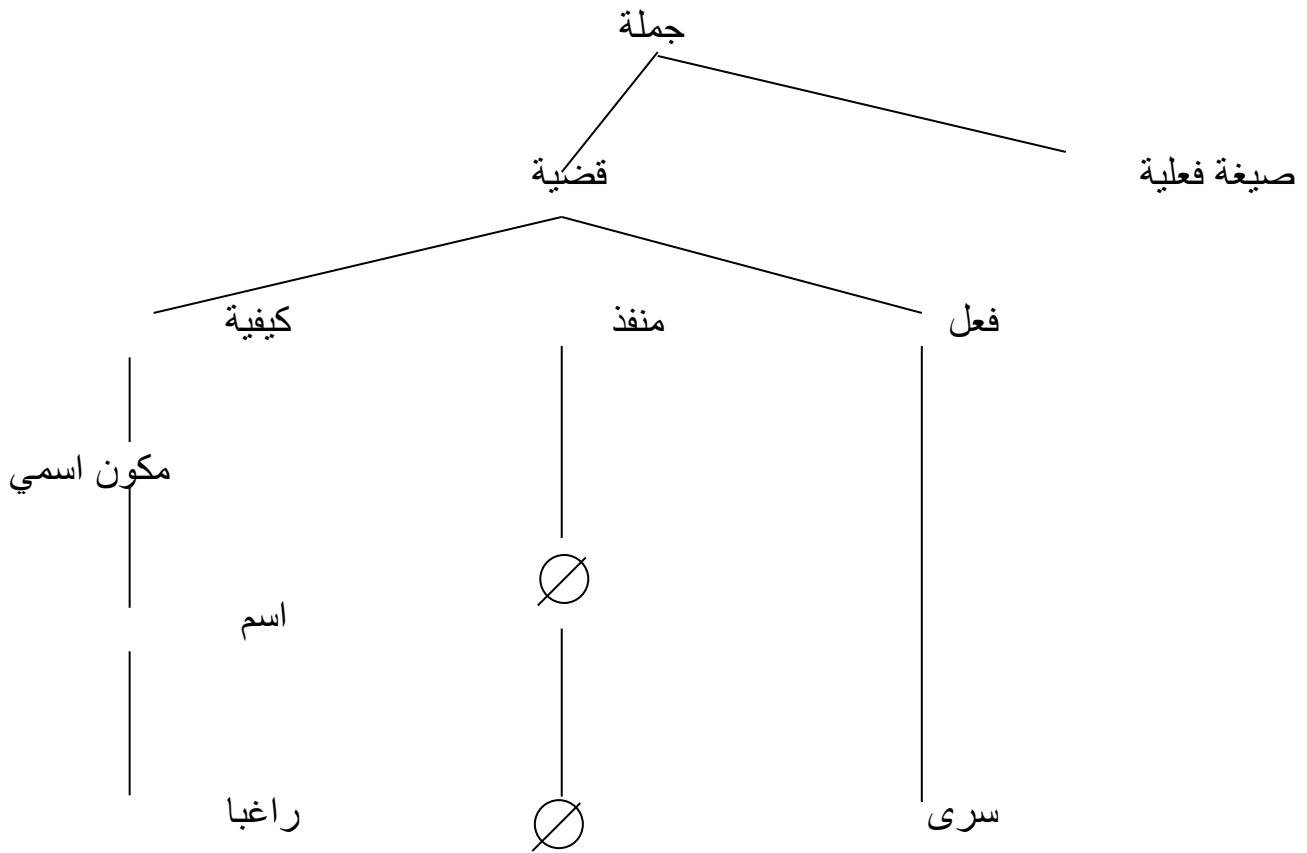 جملة
صيغة فعلية قضية
فعل منفذ كيفية
مكون اسمي
∅
اسم
سرى ∅ راغبا